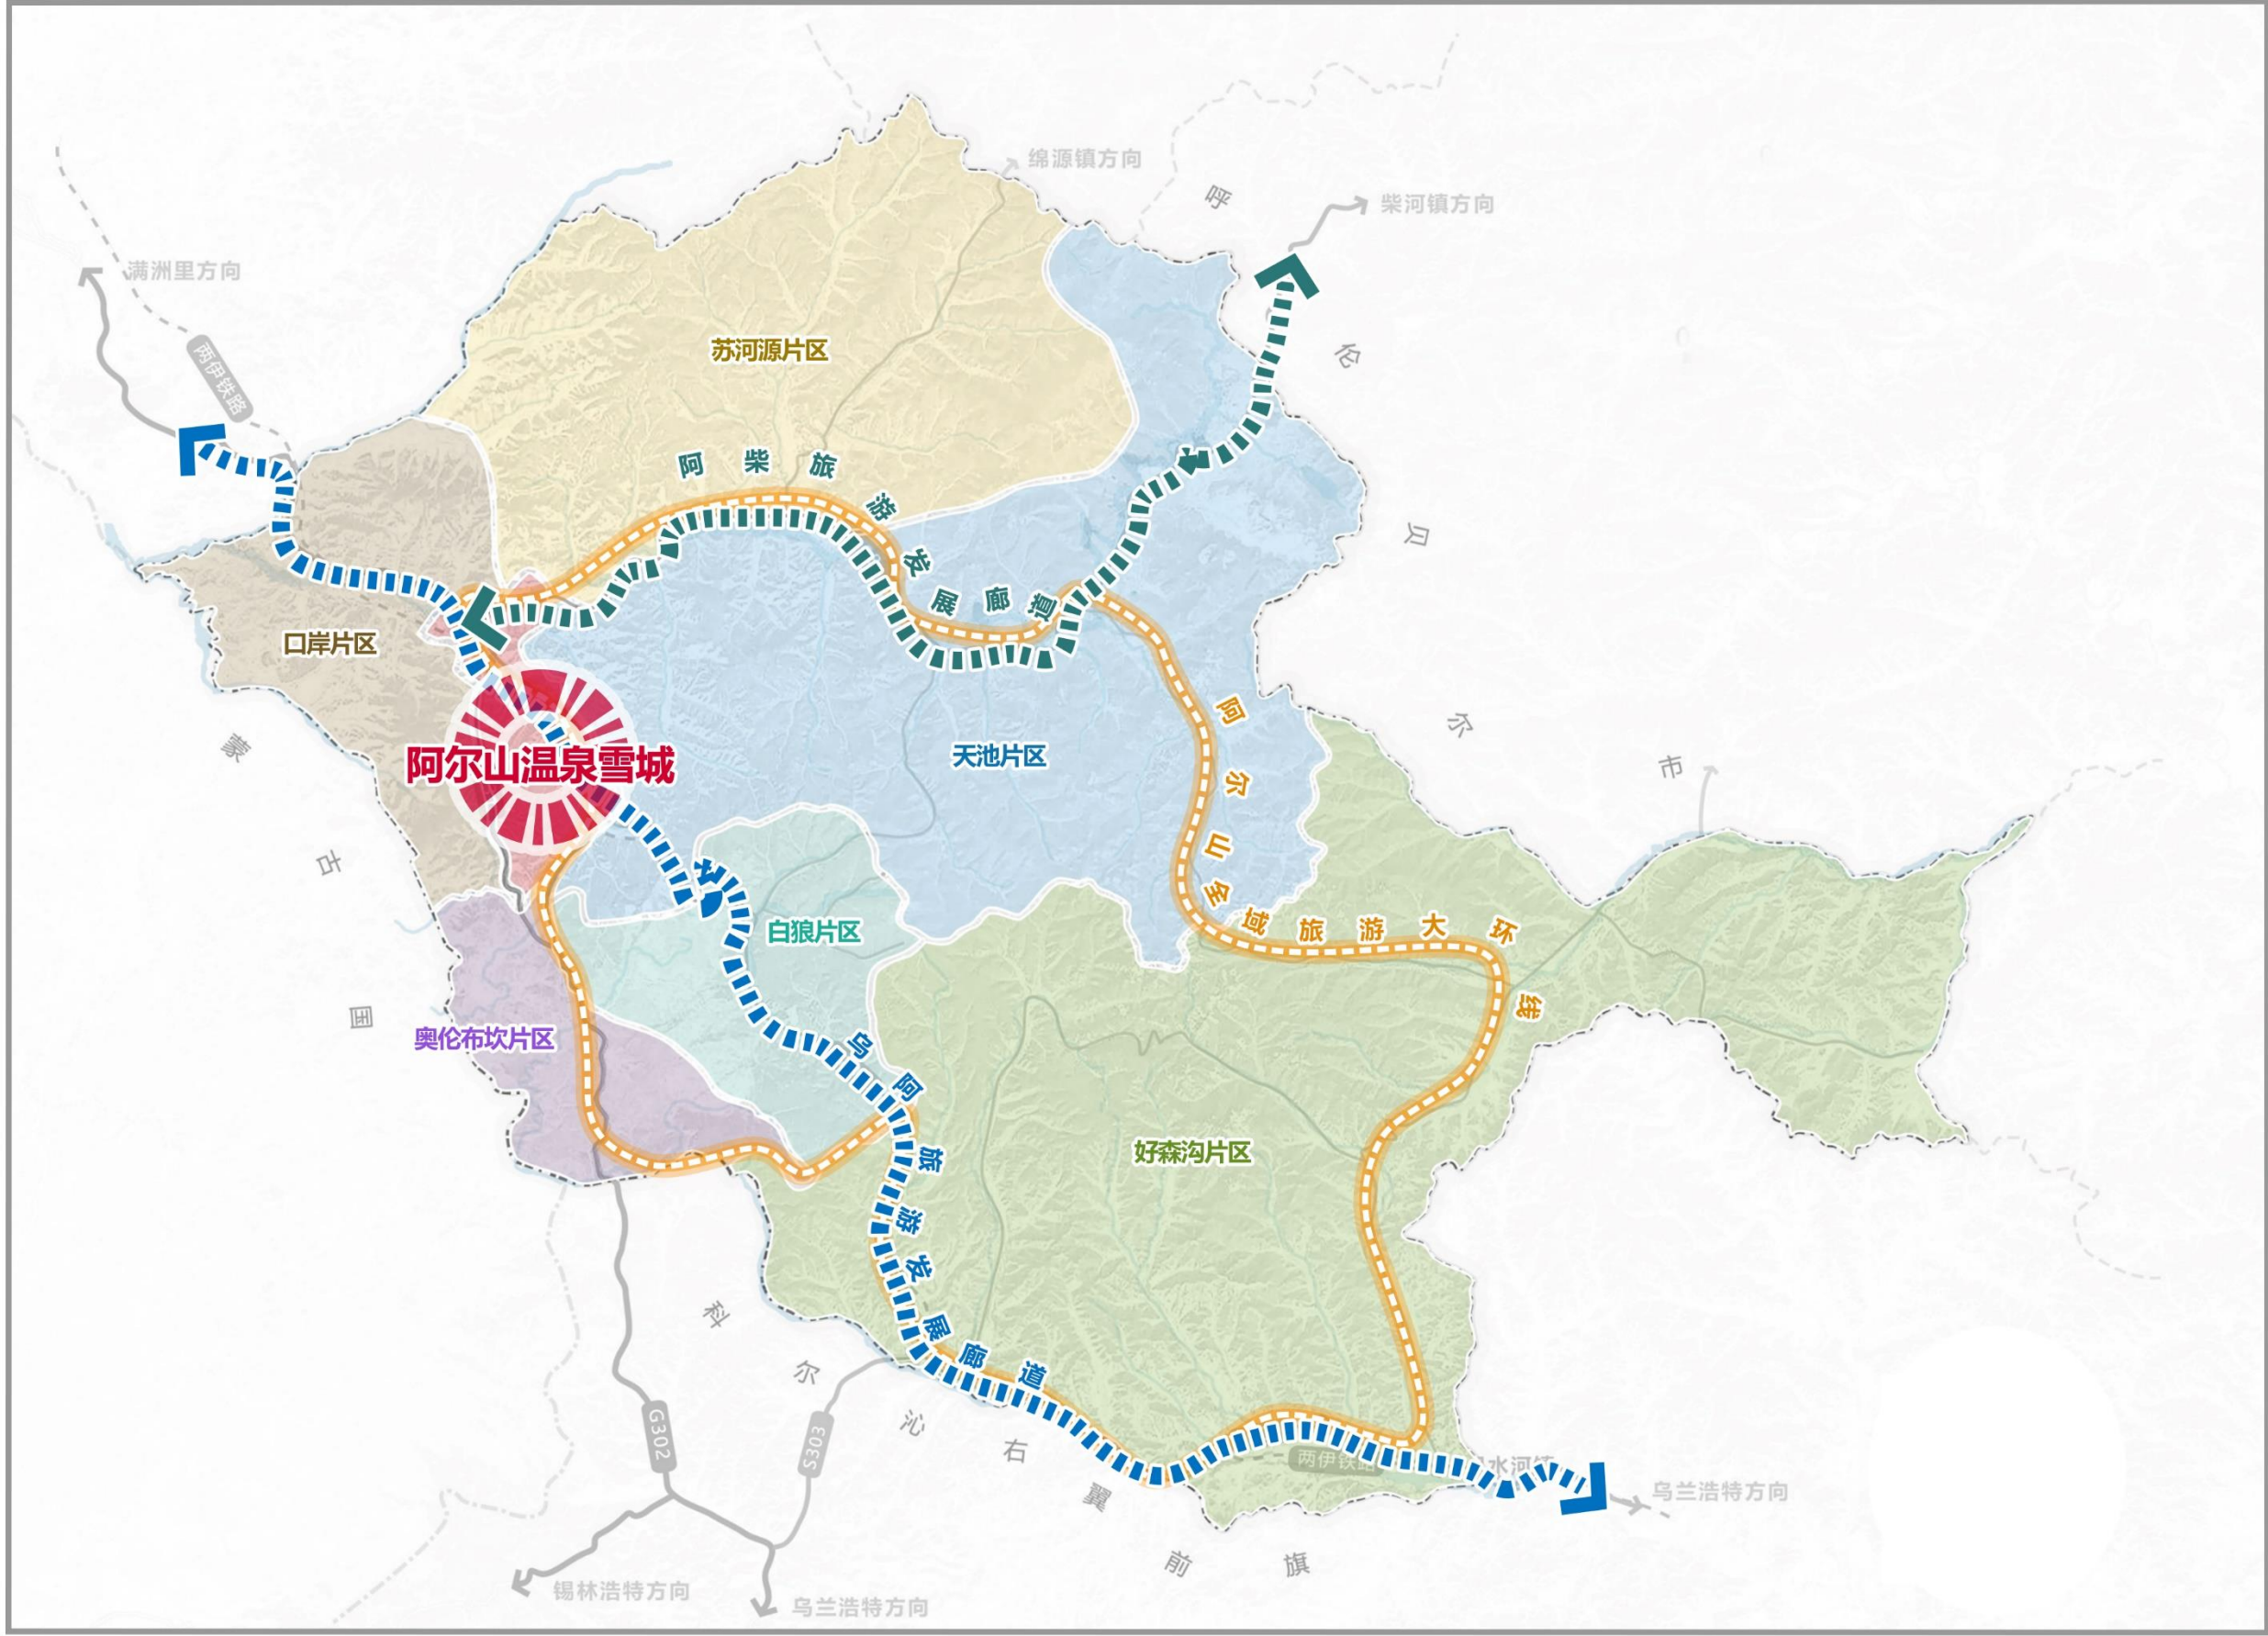 绵源镇方向
柴河镇方向
满洲里方向
两伊铁路
呼伦贝尔市
苏河源片区
阿柴旅游发展廊道
口岸片区
阿尔山温泉雪城
天池片区
阿尔山全域旅游大环线
蒙古国
白狼片区
奥伦布坎片区
乌阿旅游发展廊道
好森沟片区
科尔沁右翼前旗
G302
S303
两伊铁路
水河镇
乌兰浩特方向
锡林浩特方向
乌兰浩特方向